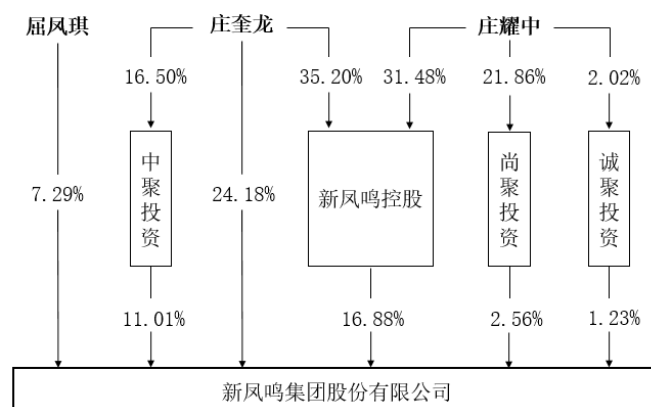 屈凤琪 庄奎龙 庄耀中
16.50% 35.20% 31.48% 21.86% 2.02%
中聚投资
新凤鸣控股
尚聚投资
诚聚投资
7.29% 24.18%
11.01% 16.88% 2.56% 1.23%
新凤鸣集团股份有限公司